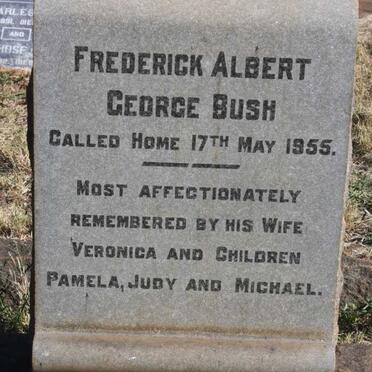 FREDERICK ALBERT
GEORGE BUSH
CALLED HOME 17TH MAY 1955.
MOST AFFECTIONATELY
REMEMBERED BY HIS WIFE
VERONICA AND CHILDREN
PAMELA, JUDY AND MICHAEL.
AND